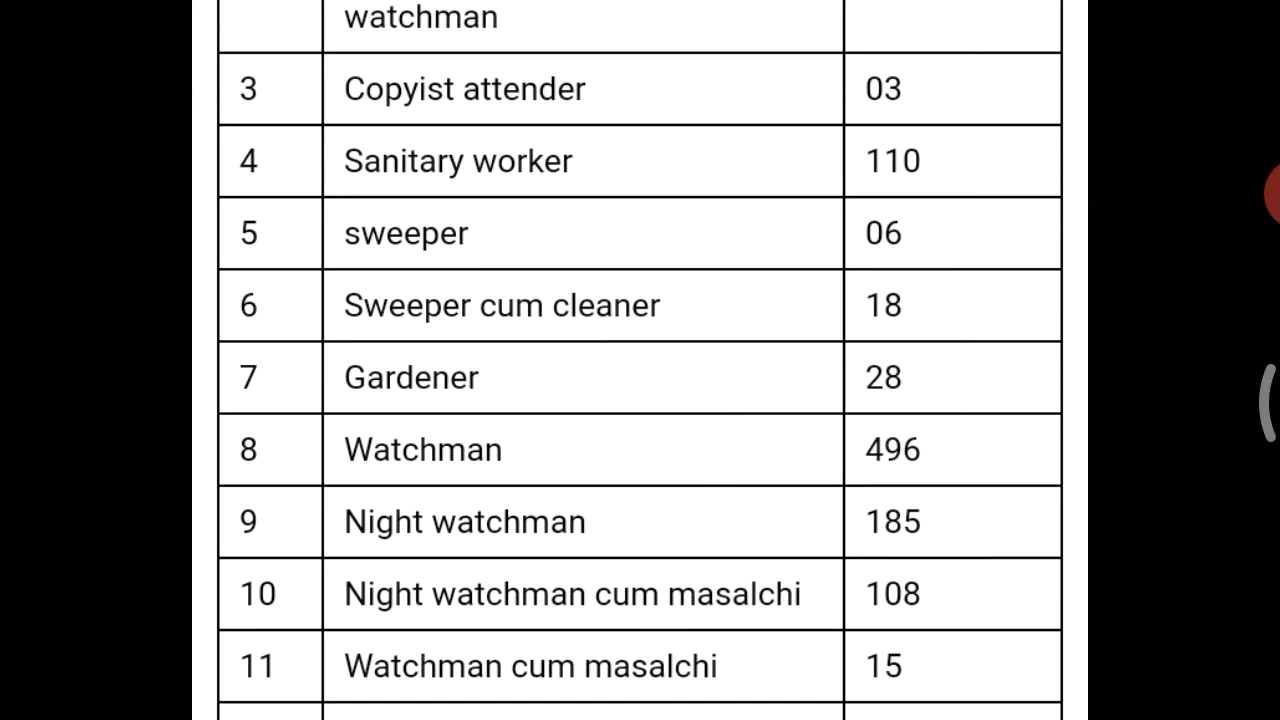 watchman
3 Copyist attender 03
4 Sanitary worker 110
5 sweeper 06
6 Sweeper cum cleaner 18
7 Gardener 28
8 Watchman 496
9 Night watchman 185
10 Night watchman cum masalchi 108
11 Watchman cum masalchi 15